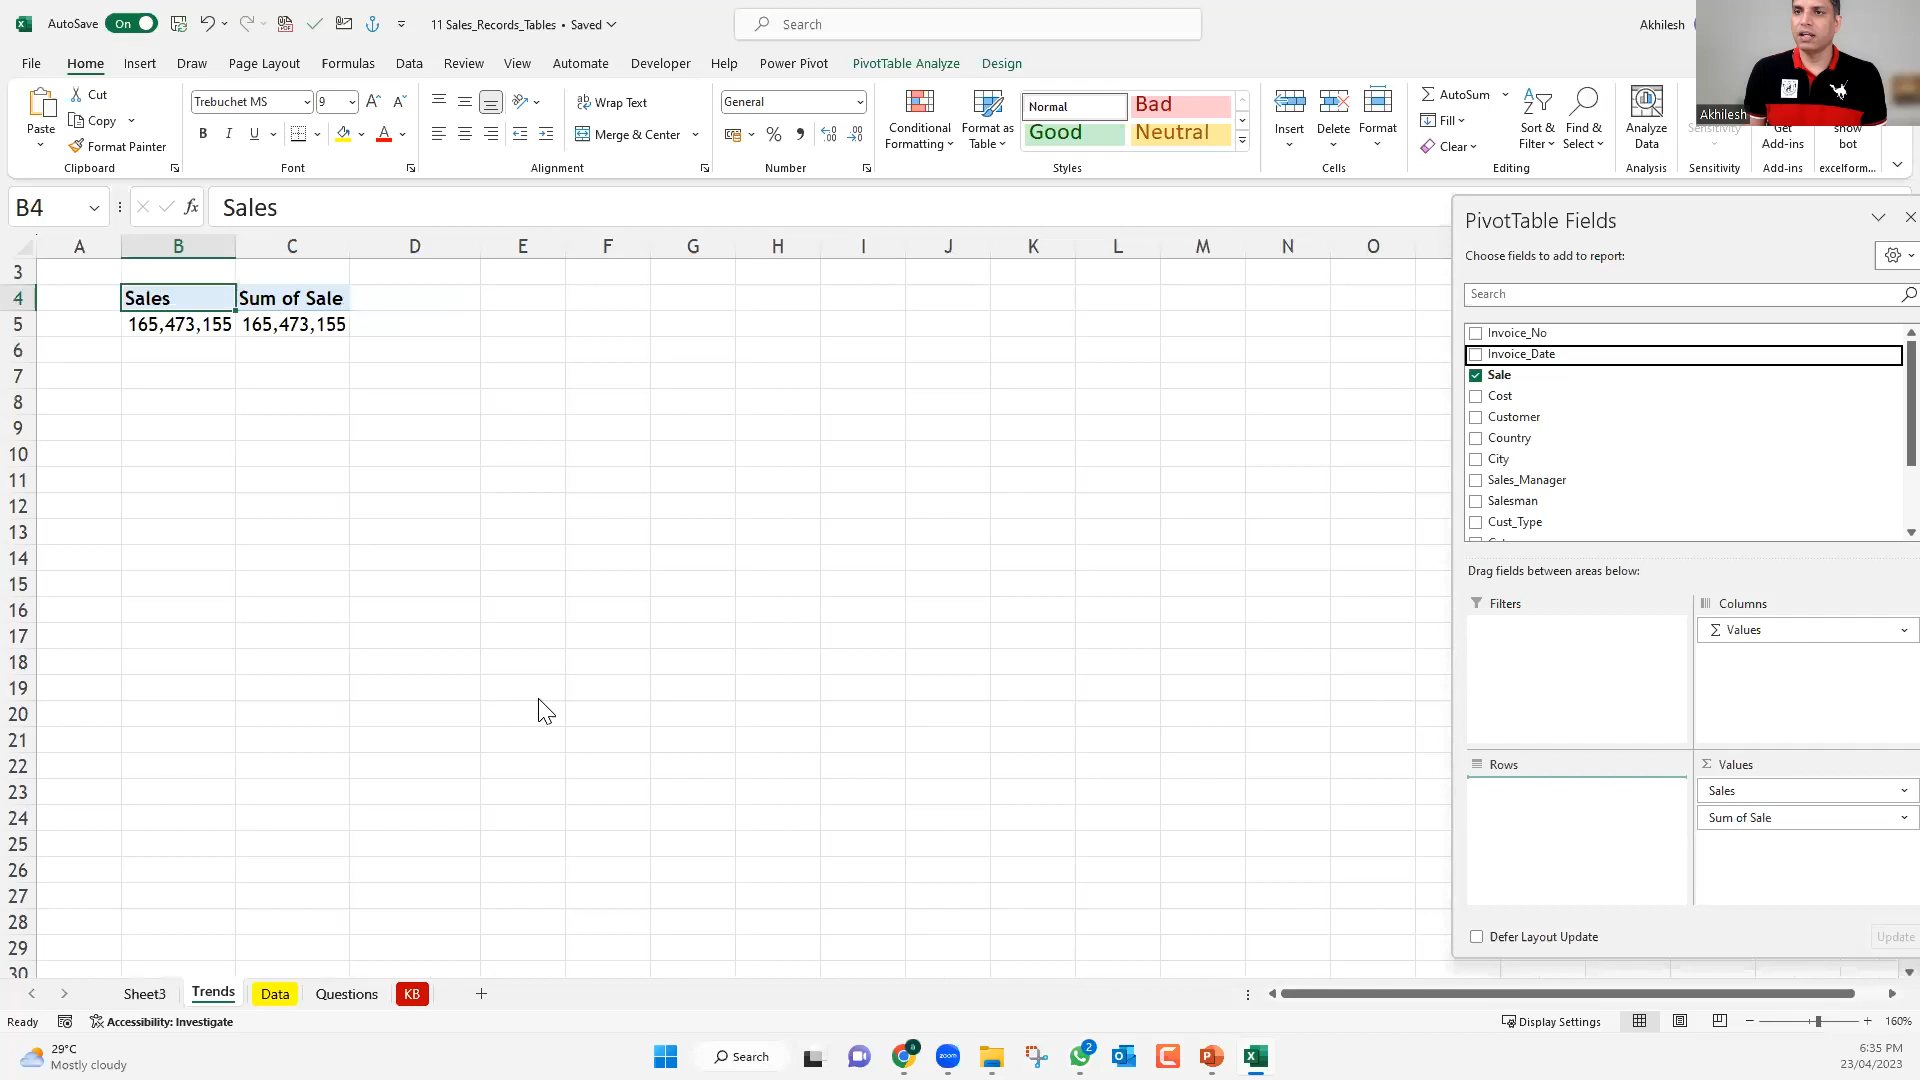 AutoSave On 11 Sales_Records_Tables • Saved Search Akhilesh
File Home Insert Draw Page Layout Formulas Data Review View Automate Developer Help Power Pivot PivotTable Analyze Design
Paste Cut Copy Format Painter Clipboard
Trebuchet MS 9 B I U A Font
Wrap Text Merge & Center Alignment
General % Number
Conditional Formatting Format as Table
Normal Bad
Good Neutral
Styles
Insert Delete Format Cells
AutoSum Fill Clear Sort & Filter Find & Select Editing
Analyze Data Analysis
Sensitivity Sensitivity
Get Add-ins Add-ins
show bot excelform...
Akhilesh
B4 fx Sales
A B C D E F G H I J K L M N O
3
4 Sales Sum of Sale
5 165,473,155 165,473,155
6
7
8
9
10
11
12
13
14
15
16
17
18
19
20
21
22
23
24
25
26
27
28
29
30
PivotTable Fields
Choose fields to add to report:
Search
Invoice_No
Invoice_Date
Sale
Cost
Customer
Country
City
Sales_Manager
Salesman
Cust_Type
Drag fields between areas below:
Filters Columns
Σ Values
Rows Σ Values
Sales
Sum of Sale
Defer Layout Update Update
Sheet3 Trends Data Questions KB
Ready Accessibility: Investigate Display Settings 160%
29°C
Mostly cloudy
Search
zoom
2
6:35 PM
23/04/2023